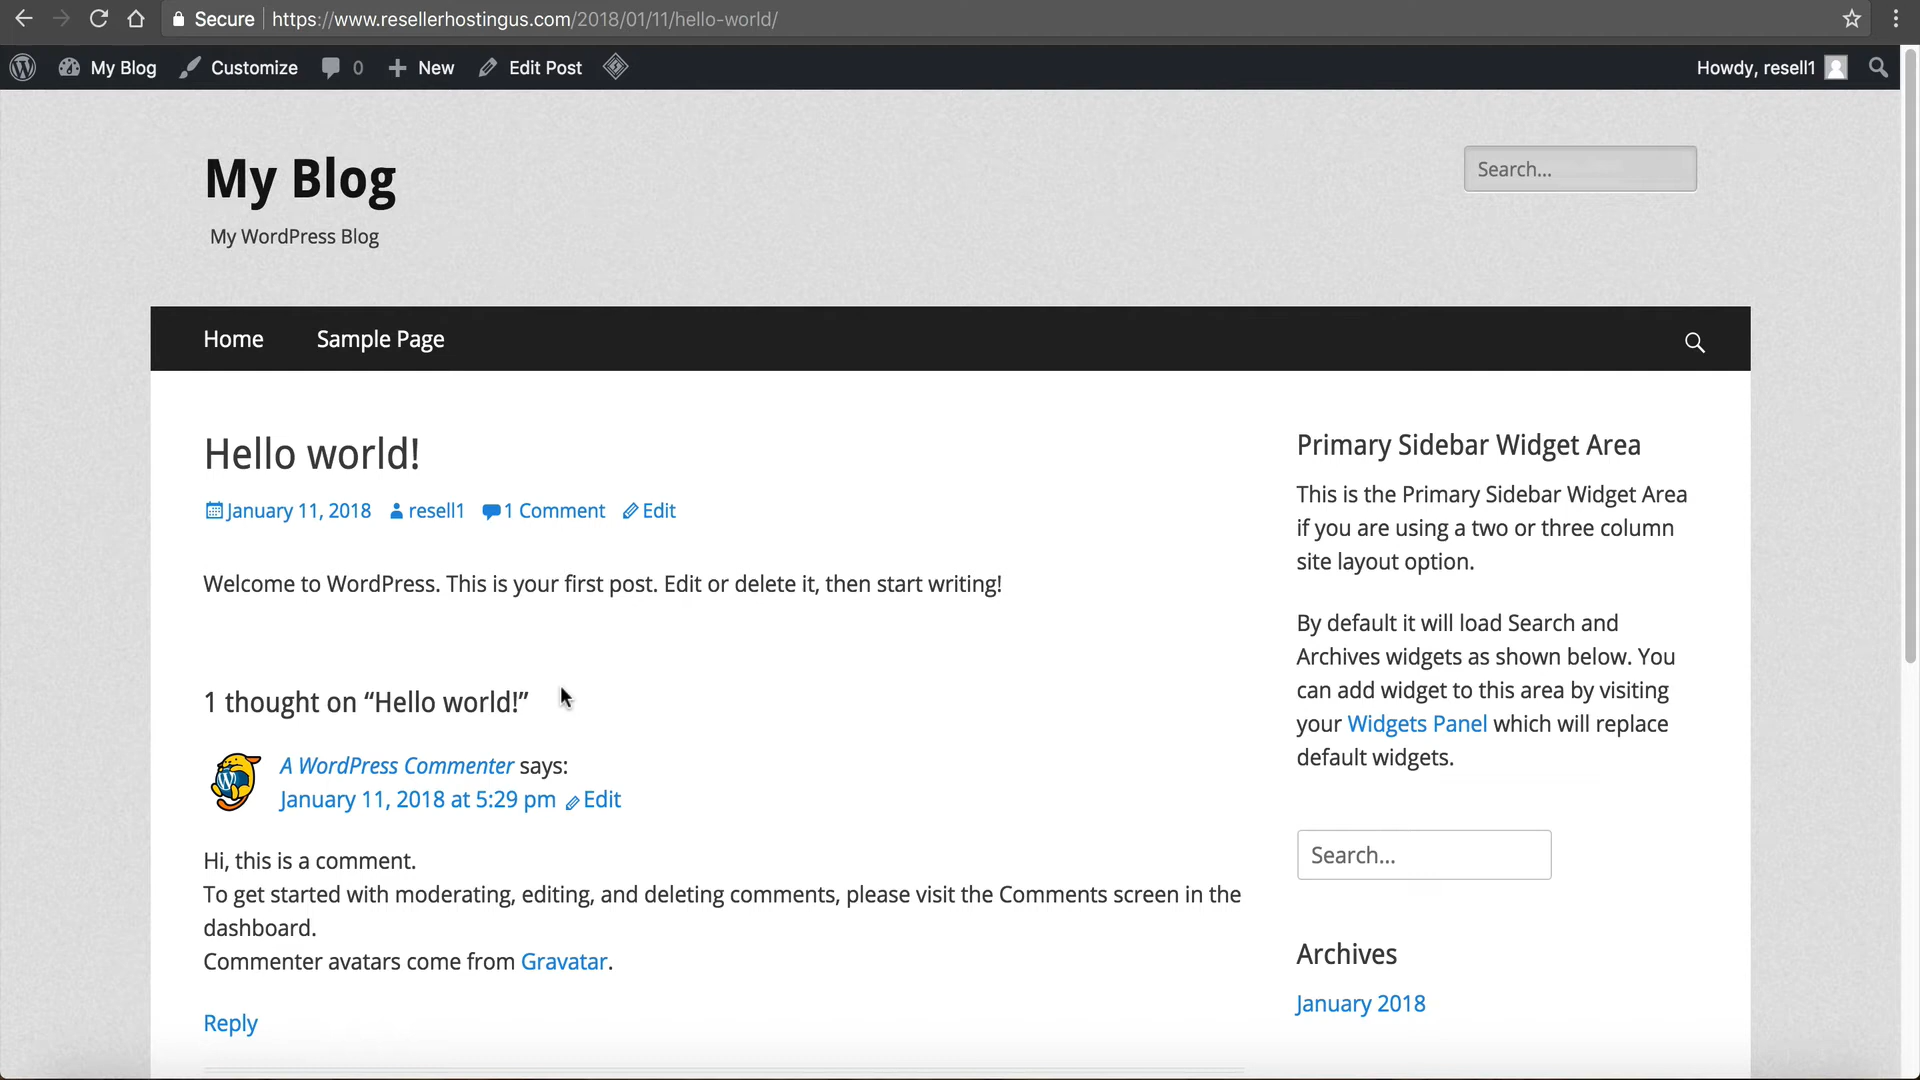 Secure https://www.resellerhostingus.com/2018/01/11/hello-world/
My Blog Customize 0 New Edit Post Howdy, resell1
My Blog
Search...
My WordPress Blog
Home Sample Page
Hello world!
January 11, 2018 resell1 1 Comment Edit
Welcome to WordPress. This is your first post. Edit or delete it, then start writing!
1 thought on “Hello world!”
A WordPress Commenter says:
January 11, 2018 at 5:29 pm Edit
Hi, this is a comment.
To get started with moderating, editing, and deleting comments, please visit the Comments screen in the
dashboard.
Commenter avatars come from Gravatar.
Reply
Primary Sidebar Widget Area
This is the Primary Sidebar Widget Area
if you are using a two or three column
site layout option.
By default it will load Search and
Archives widgets as shown below. You
can add widget to this area by visiting
your Widgets Panel which will replace
default widgets.
Search...
Archives
January 2018